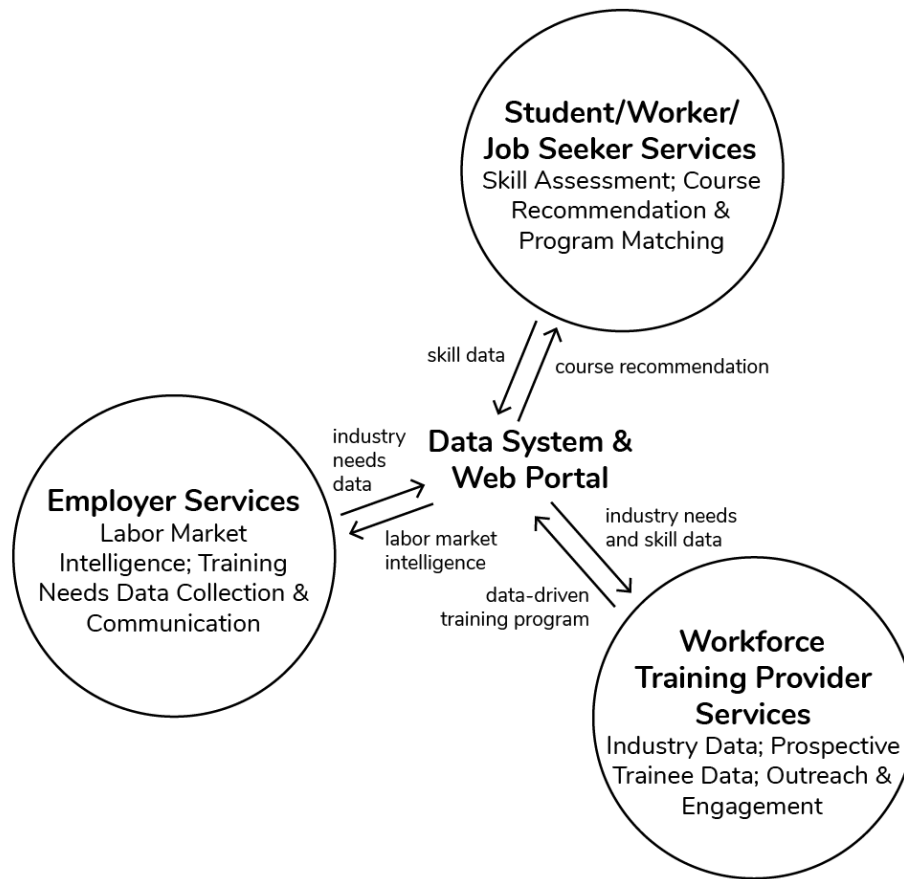 Student/Worker/
Job Seeker Services
Skill Assessment; Course
Recommendation &
Program Matching
skill data
course recommendation
Data System &
Web Portal
industry
needs
data
labor market
intelligence
Employer Services
Labor Market
Intelligence; Training
Needs Data Collection &
Communication
industry needs
and skill data
data-driven
training program
Workforce
Training Provider
Services
Industry Data; Prospective
Trainee Data; Outreach &
Engagement